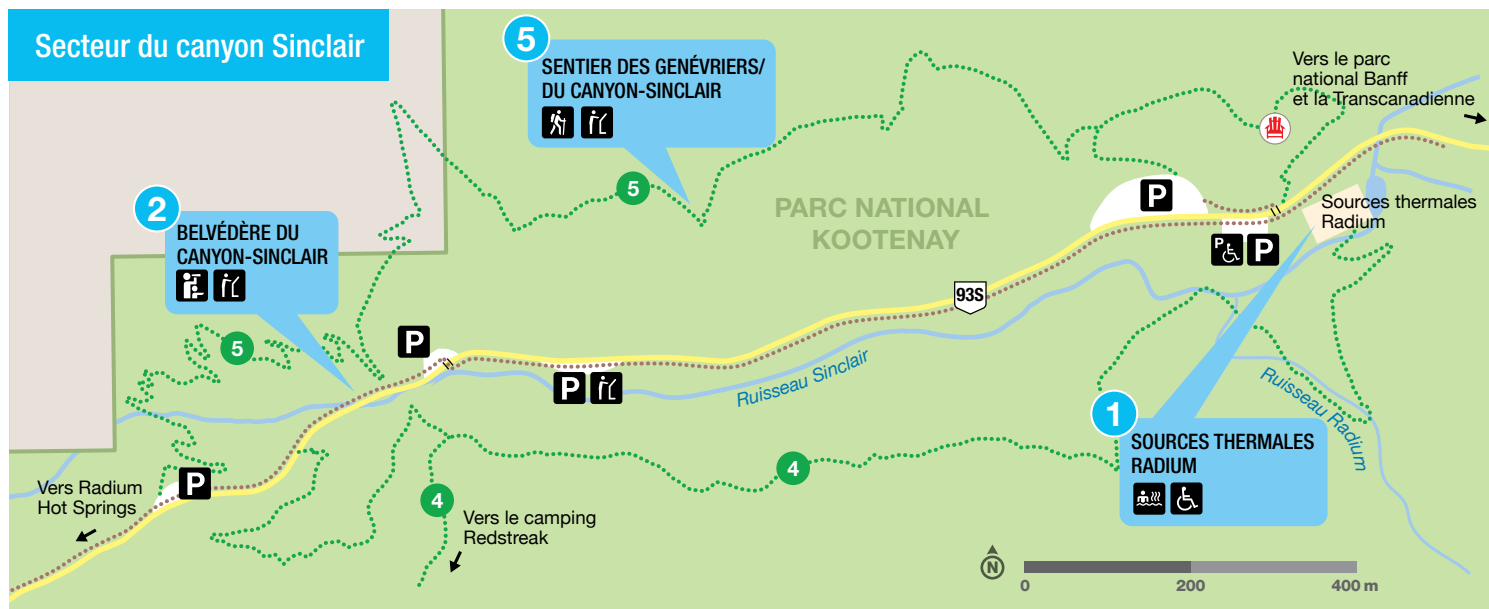 Secteur du canyon Sinclair
5
SENTIER DES GENÉVRIERS/
DU CANYON-SINCLAIR
Vers le parc
national Banff
et la Transcanadienne
5
2
BELVÉDÈRE DU
CANYON-SINCLAIR
PARC NATIONAL
KOOTENAY
P
Sources thermales
Radium
P
P
93S
5
P
P
Ruisseau Sinclair
Ruisseau Radium
1
SOURCES THERMALES
RADIUM
4
4
P
Vers Radium
Hot Springs
Vers le camping
Redstreak
N
0
200
400 m